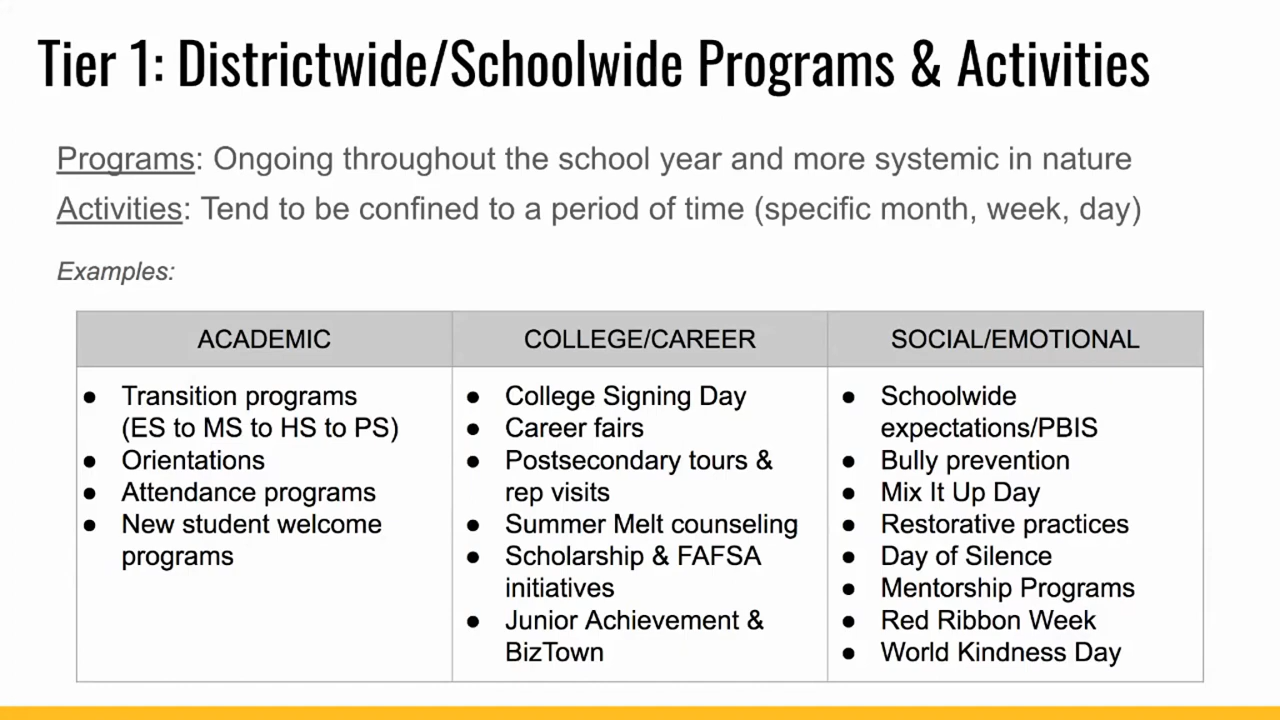 Tier 1: Districtwide/Schoolwide Programs & Activities
Programs: Ongoing throughout the school year and more systemic in nature
Activities: Tend to be confined to a period of time (specific month, week, day)
Examples:
ACADEMIC
● Transition programs
(ES to MS to HS to PS)
● Orientations
● Attendance programs
● New student welcome
programs
COLLEGE/CAREER
● College Signing Day
● Career fairs
● Postsecondary tours &
rep visits
● Summer Melt counseling
● Scholarship & FAFSA
initiatives
● Junior Achievement &
BizTown
SOCIAL/EMOTIONAL
● Schoolwide
expectations/PBIS
● Bully prevention
● Mix It Up Day
● Restorative practices
● Day of Silence
● Mentorship Programs
● Red Ribbon Week
● World Kindness Day